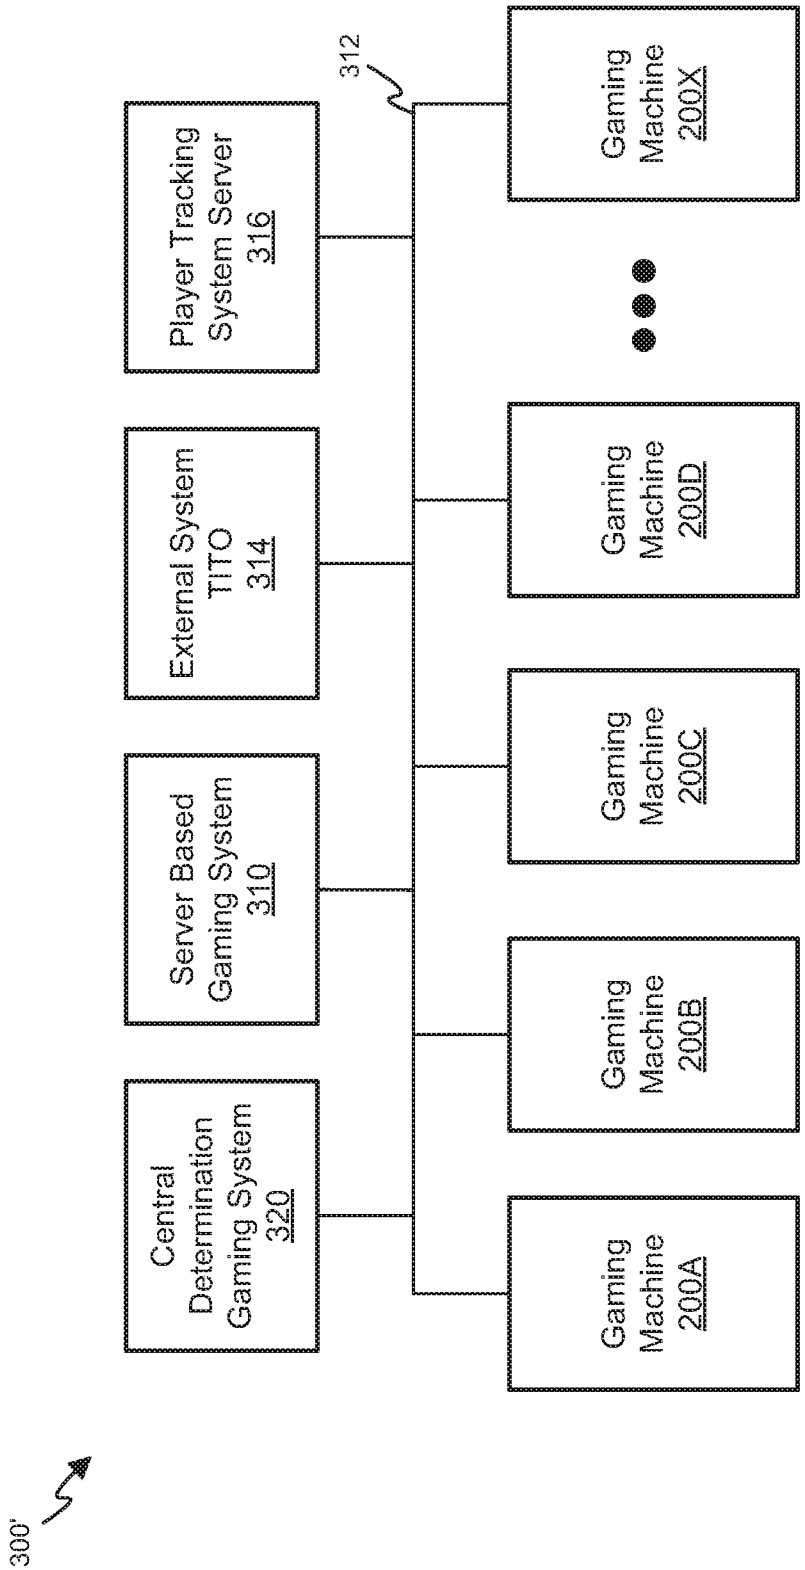 300'
Central
Determination
Gaming System
320
Server Based
Gaming System
310
External System
TITO
314
Player Tracking
System Server
316
312
Gaming
Machine
200A
Gaming
Machine
200B
Gaming
Machine
200C
Gaming
Machine
200D
Gaming
Machine
200X